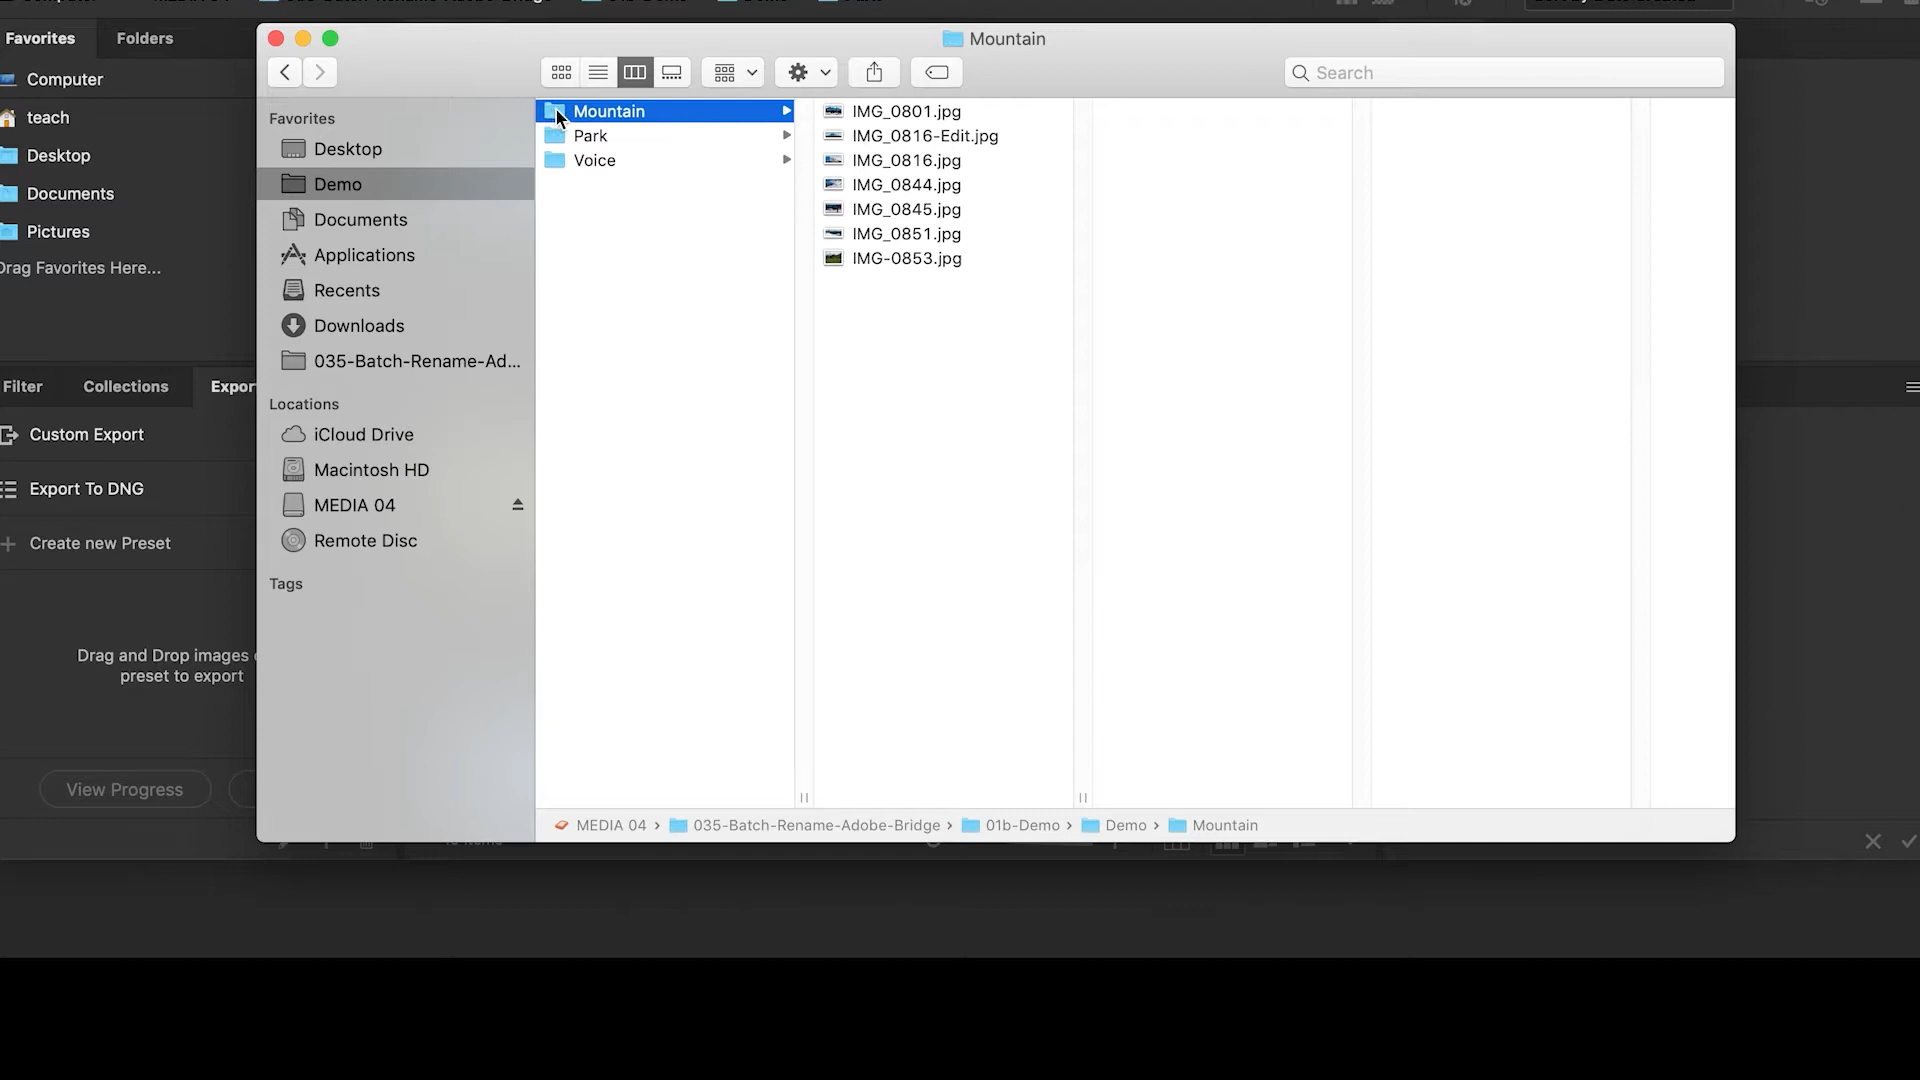 Favorites
Folders
Computer
teach
Desktop
Documents
Pictures
Drag Favorites Here...
Filter
Collections
Expor
Custom Export
Export To DNG
Create new Preset
Drag and Drop images
preset to export
View Progress
Mountain
Search
Favorites
Desktop
Demo
Documents
Applications
Recents
Downloads
035-Batch-Rename-Ad...
Locations
iCloud Drive
Macintosh HD
MEDIA 04
Remote Disc
Tags
Mountain
Park
Voice
IMG_0801.jpg
IMG_0816-Edit.jpg
IMG_0816.jpg
IMG_0844.jpg
IMG_0845.jpg
IMG_0851.jpg
IMG-0853.jpg
MEDIA 04 › 035-Batch-Rename-Adobe-Bridge › 01b-Demo › Demo › Mountain